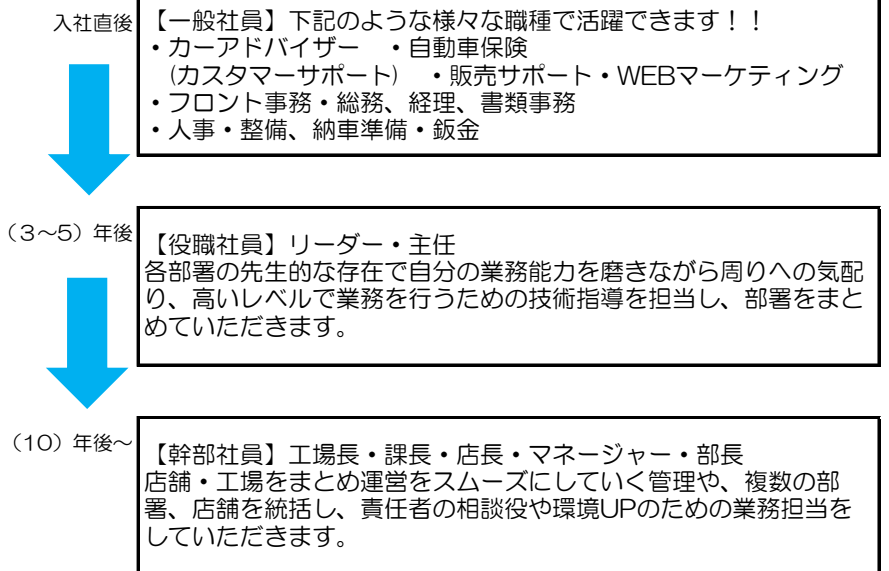 入社直後
【一般社員】下記のような様々な職種で活躍できます！！
・カーアドバイザー　・自動車保険
（カスタマーサポート）　・販売サポート・WEBマーケティング
・フロント事務・総務、経理、書類事務
・人事・整備、納車準備・鈑金
（3～5）年後
【役職社員】リーダー・主任
各部署の先生的な存在で自分の業務能力を磨きながら周りへの気配
り、高いレベルで業務を行うための技術指導を担当し、部署をまと
めていただきます。
（10）年後～
【幹部社員】工場長・課長・店長・マネージャー・部長
店舗・工場をまとめ運営をスムーズにしていく管理や、複数の部
署、店舗を統括し、責任者の相談役や環境UPのための業務担当を
していただきます。